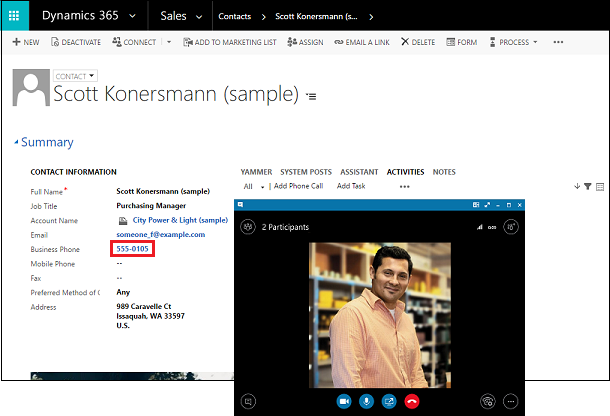 Dynamics 365 Sales Contacts Scott Konersmann (s...
NEW DEACTIVATE CONNECT ADD TO MARKETING LIST ASSIGN EMAIL A LINK DELETE FORM PROCESS •••
CONTACT
Scott Konersmann (sample)
Summary
CONTACT INFORMATION
Full Name* Scott Konersmann (sample)
Job Title Purchasing Manager
Account Name City Power & Light (sample)
Email someone_f@example.com
Business Phone 555-0105
Mobile Phone --
Fax --
Preferred Method of C Any
Address 989 Caravelle Ct
Issaquah, WA 33597
U.S.
YAMMER SYSTEM POSTS ASSISTANT ACTIVITIES NOTES
All Add Phone Call Add Task •••
2 Participants